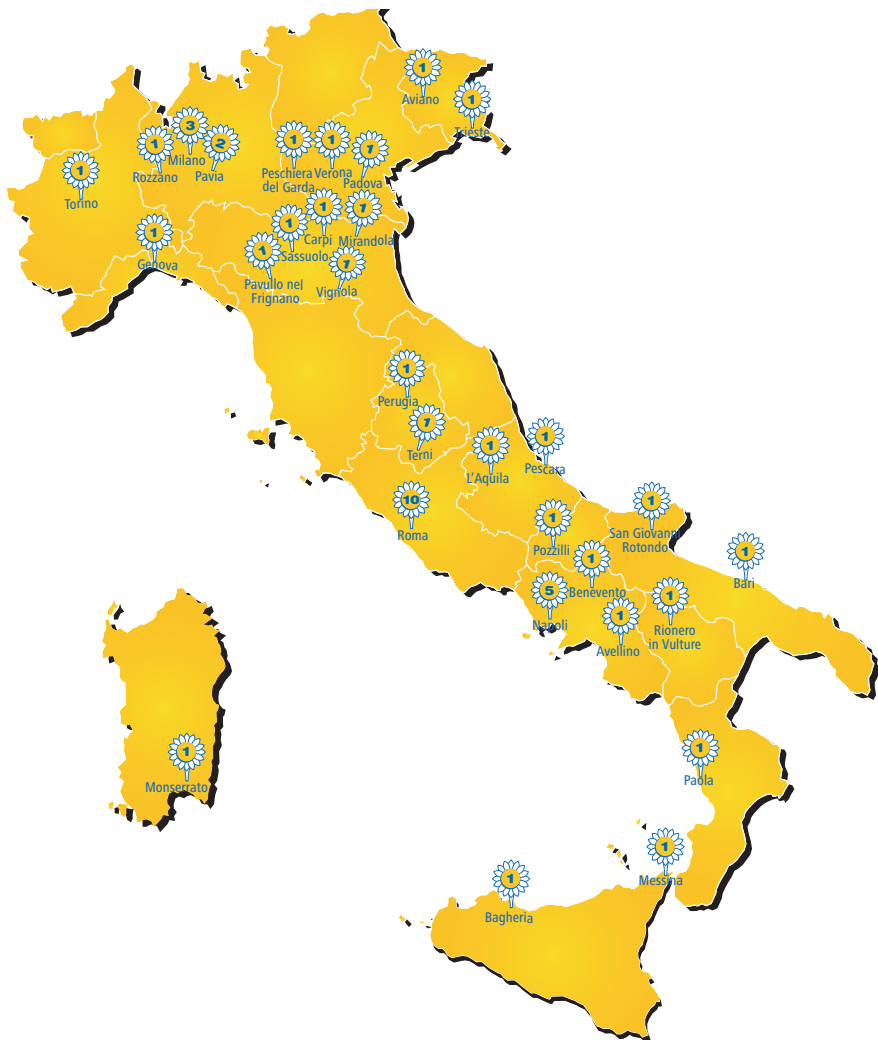 1
Aviano
1
Trieste
3
Milano
1
Rozzano
2
Pavia
1
Peschiera
del Garda
1
Verona
1
Padova
1
Torino
1
Genova
1
Carpi
1
Mirandola
1
Sassuolo
1
Pavullo nel
Frignano
1
Vignola
1
Perugia
1
Terni
1
L'Aquila
1
Pescara
10
Roma
1
Pozzilli
1
San Giovanni
Rotondo
1
Bari
1
Benevento
5
Napoli
1
Avellino
1
Rionero
in Vulture
1
Monserrato
1
Paola
1
Messina
1
Bagheria